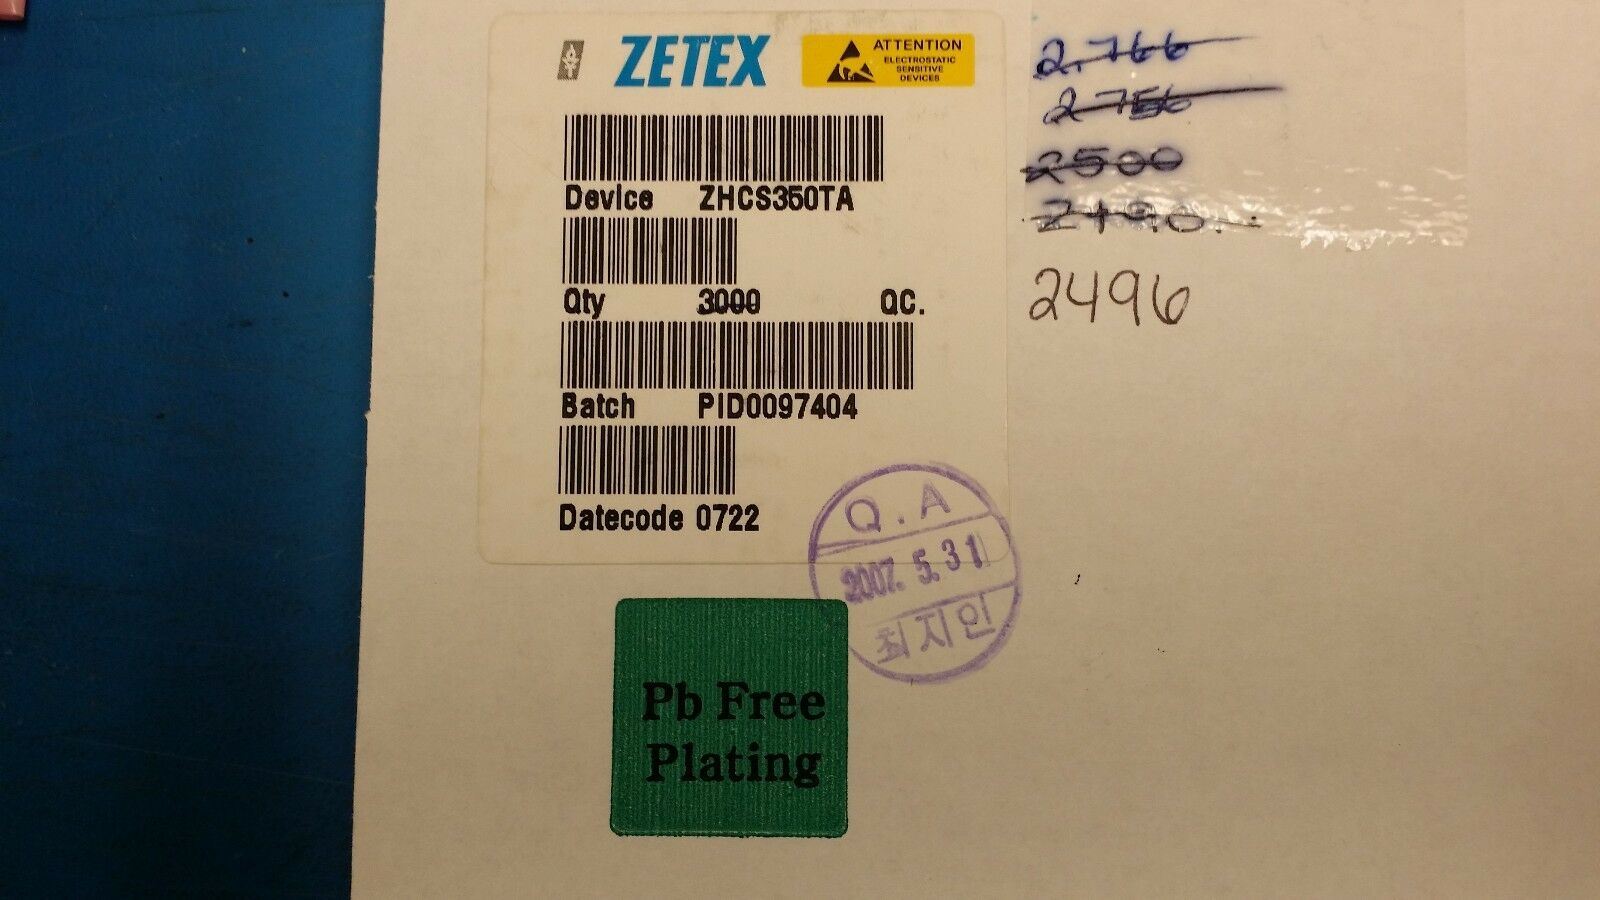 ZETEX
ATTENTION
ELECTROSTATIC
SENSITIVE
DEVICES
Device ZHCS350TA
Qty 3000 QC.
Batch PID0097404
Datecode 0722
2,766
2756
2500
2490.
2496
Q.A
2007. 5. 31
최지인
Pb Free
Plating